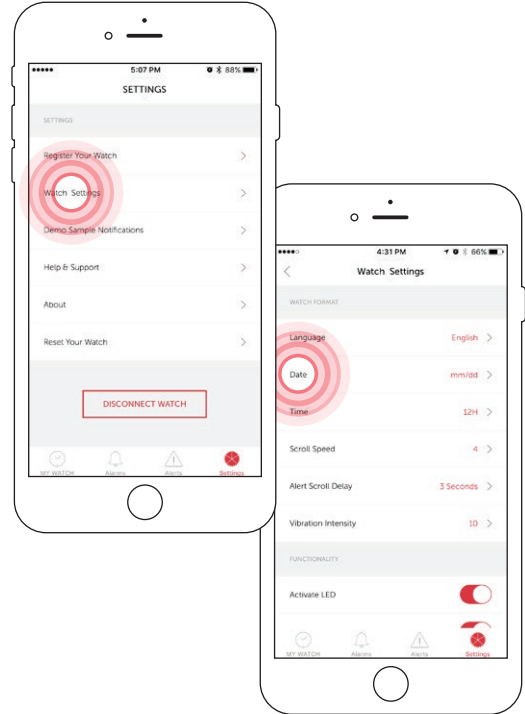 5:07 PM
88%
SETTINGS
SETTINGS
Register Your Watch
Watch Settings
Demo Sample Notifications
Help & Support
About
Reset Your Watch
DISCONNECT WATCH
MY WATCH Alarms Alerts Settings
4:31 PM
66%
Watch Settings
WATCH FORMAT
Language English
Date mm/dd
Time 12H
Scroll Speed 4
Alert Scroll Delay 3 Seconds
Vibration Intensity 10
FUNCTIONALITY
Activate LED
MY WATCH Alarms Alerts Settings